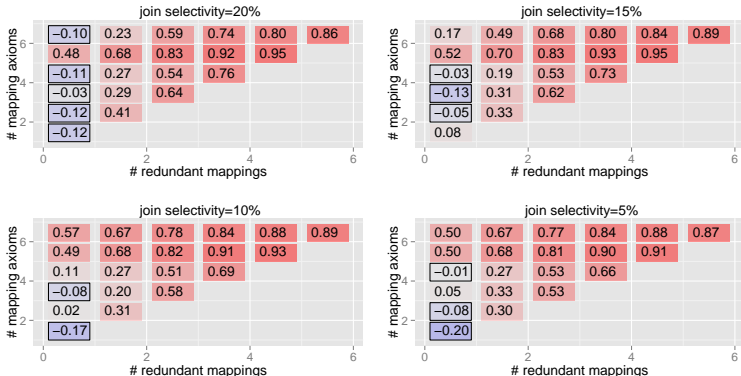 join selectivity=20%
−0.10 0.23 0.59 0.74 0.80 0.86
0.48 0.68 0.83 0.92 0.95
−0.11 0.27 0.54 0.76
−0.03 0.29 0.64
−0.12 0.41
−0.12
6
4
2
0 2 4 6
# redundant mappings
# mapping axioms
join selectivity=15%
0.17 0.49 0.68 0.80 0.84 0.89
0.52 0.70 0.83 0.93 0.95
−0.03 0.19 0.53 0.73
−0.13 0.31 0.62
−0.05 0.33
0.08
6
4
2
0 2 4 6
# redundant mappings
# mapping axioms
join selectivity=10%
0.57 0.67 0.78 0.84 0.88 0.89
0.49 0.68 0.82 0.91 0.93
0.11 0.27 0.51 0.69
−0.08 0.20 0.58
0.02 0.31
−0.17
6
4
2
0 2 4 6
# redundant mappings
# mapping axioms
join selectivity=5%
0.50 0.67 0.77 0.84 0.88 0.87
0.50 0.68 0.81 0.90 0.91
−0.01 0.27 0.53 0.66
0.05 0.33 0.53
−0.08 0.30
−0.20
6
4
2
0 2 4 6
# redundant mappings
# mapping axioms